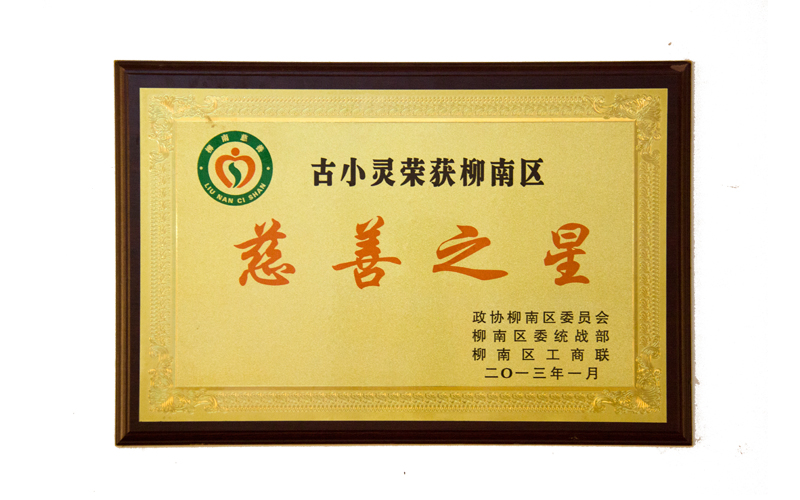 柳南慈善
LIU NAN CI SHAN
古小灵荣获柳南区
慈善之星
政协柳南区委员会
柳南区委统战部
柳南区工商联
二〇一三年一月